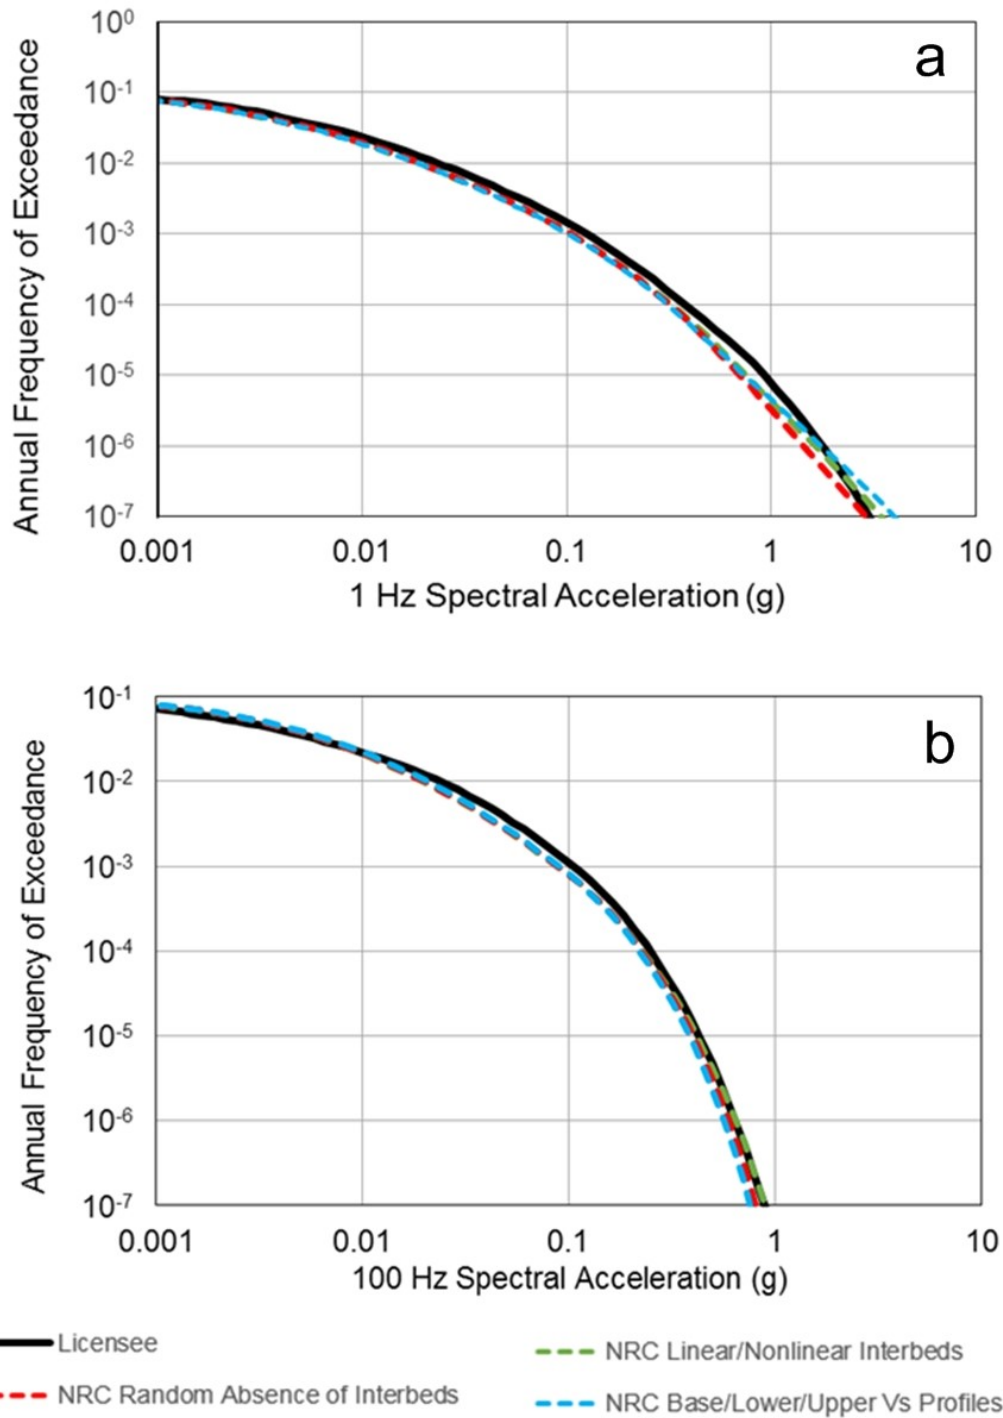 a
Annual Frequency of Exceedance
10⁰
10⁻¹
10⁻²
10⁻³
10⁻⁴
10⁻⁵
10⁻⁶
10⁻⁷
0.001 0.01 0.1 1 10
1 Hz Spectral Acceleration (g)
b
Annual Frequency of Exceedance
10⁻¹
10⁻²
10⁻³
10⁻⁴
10⁻⁵
10⁻⁶
10⁻⁷
0.001 0.01 0.1 1 10
100 Hz Spectral Acceleration (g)
Licensee
NRC Linear/Nonlinear Interbeds
NRC Random Absence of Interbeds
NRC Base/Lower/Upper Vs Profiles